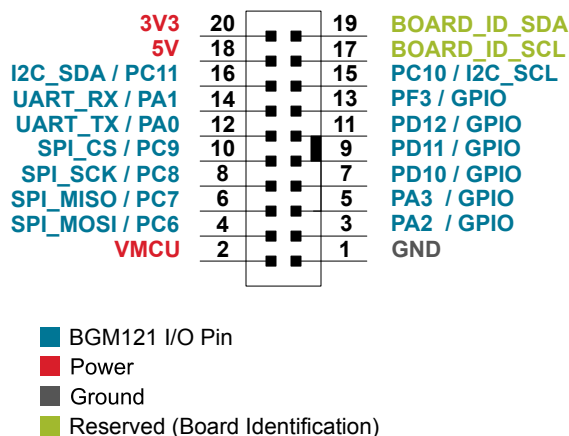 3V3 20 19 BOARD_ID_SDA
5V 18 17 BOARD_ID_SCL
I2C_SDA / PC11 16 15 PC10 / I2C_SCL
UART_RX / PA1 14 13 PF3 / GPIO
UART_TX / PA0 12 11 PD12 / GPIO
SPI_CS / PC9 10 9 PD11 / GPIO
SPI_SCK / PC8 8 7 PD10 / GPIO
SPI_MISO / PC7 6 5 PA3 / GPIO
SPI_MOSI / PC6 4 3 PA2 / GPIO
VMCU 2 1 GND
BGM121 I/O Pin
Power
Ground
Reserved (Board Identification)